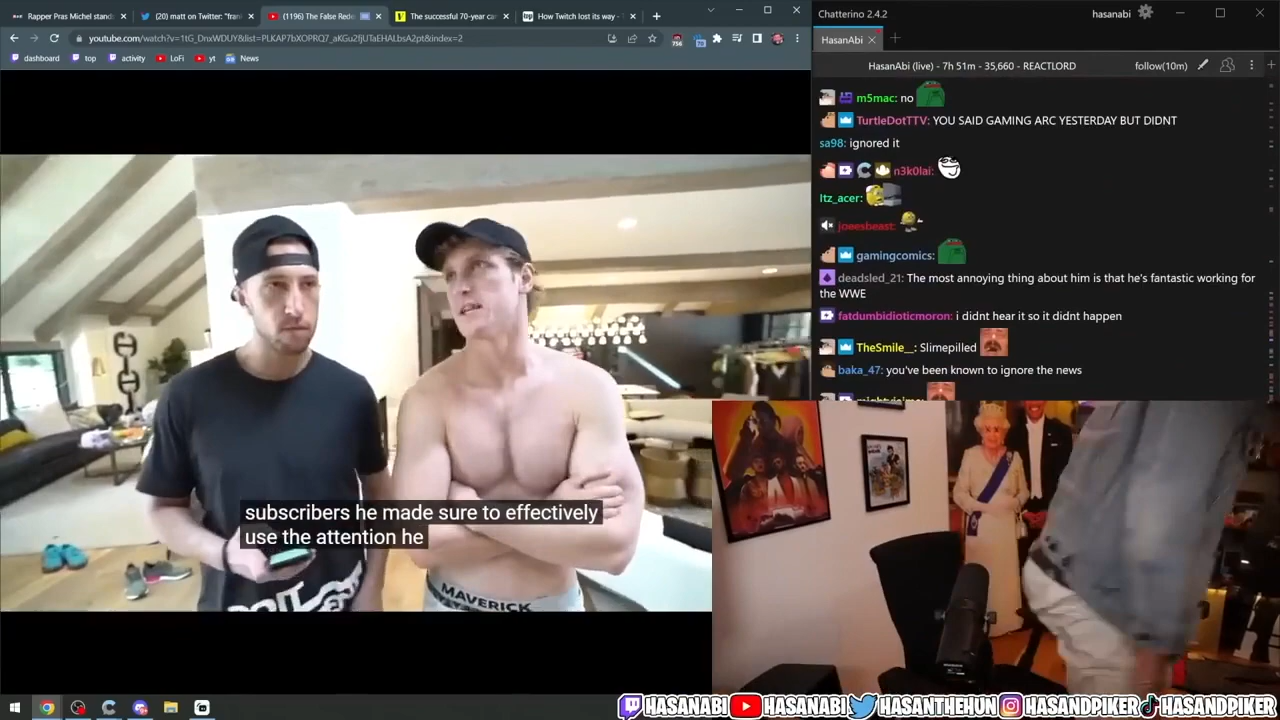 Rapper Pras Michel stands
(20) matt on Twitter: "fran
(1196) The False Rede
The successful 70-year ca
How Twitch lost its way -
youtube.com/watch?v=1tG_DnxWDUY&list=PLKAP7bXOPRQ7_aKGu2IfjUTaEHALbsA2pt&index=2
dashboard
top
activity
LoFi
yt
News
subscribers he made sure to effectively
use the attention he
MAVERICK
Chatterino 2.4.2
hasanabi
HasanAbi
HasanAbi (live) - 7h 51m - 35,660 - REACTLORD
follow(10m)
m5mac: no
TurtleDotTTV: YOU SAID GAMING ARC YESTERDAY BUT DIDNT
sa98: ignored it
n3k0lai:
Itz_acer:
joeesbeast:
gamingcomics:
deadsled_21: The most annoying thing about him is that he's fantastic working for
the WWE
fatdumbidioticmoron: i didnt hear it so it didnt happen
TheSmile__: Slimepilled
baka_47: you've been known to ignore the news
HASANABI
HASANABI
HASANTHEHUN
HASANDPIKER
HASANDPIKER